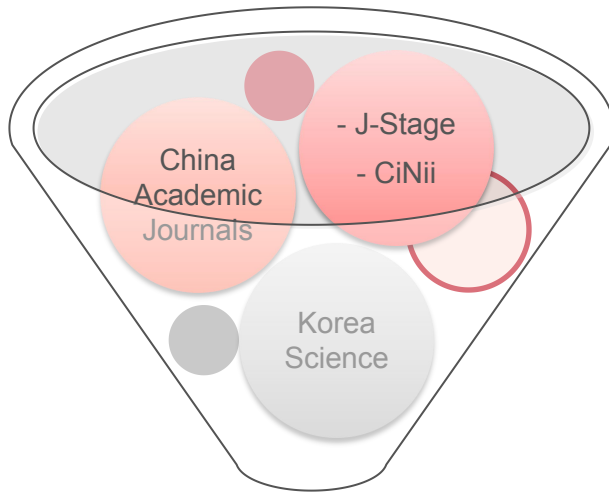 China
Academic
Journals
- J-Stage
- CiNii
Korea
Science